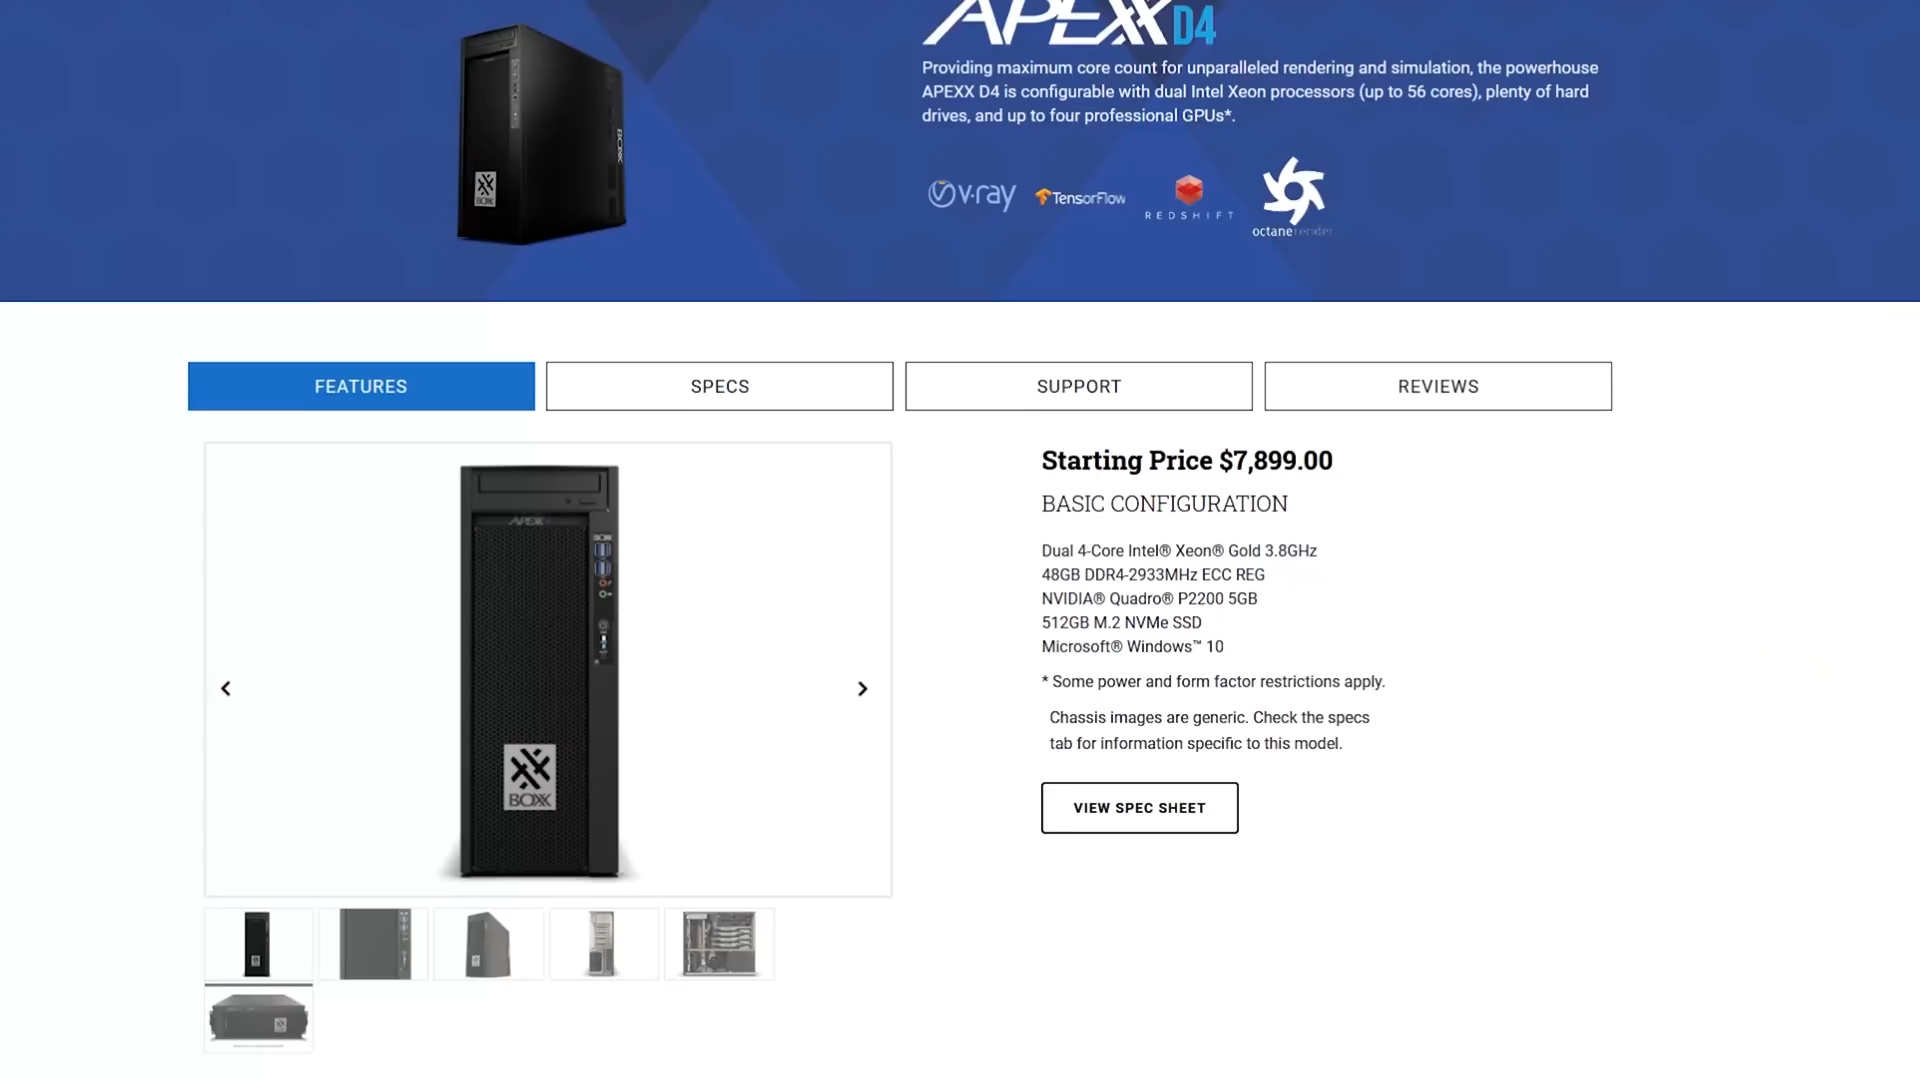 APEXX D4
Providing maximum core count for unparalleled rendering and simulation, the powerhouse
APEXX D4 is configurable with dual Intel Xeon processors (up to 56 cores), plenty of hard
drives, and up to four professional GPUs*.
v·ray
TensorFlow
REDSHIFT
octanerender
BOXX
BOXX
FEATURES
SPECS
SUPPORT
REVIEWS
Starting Price $7,899.00
BASIC CONFIGURATION
Dual 4-Core Intel® Xeon® Gold 3.8GHz
48GB DDR4-2933MHz ECC REG
NVIDIA® Quadro® P2200 5GB
512GB M.2 NVMe SSD
Microsoft® Windows™ 10
* Some power and form factor restrictions apply.
Chassis images are generic. Check the specs
tab for information specific to this model.
VIEW SPEC SHEET
APEXX
BOXX